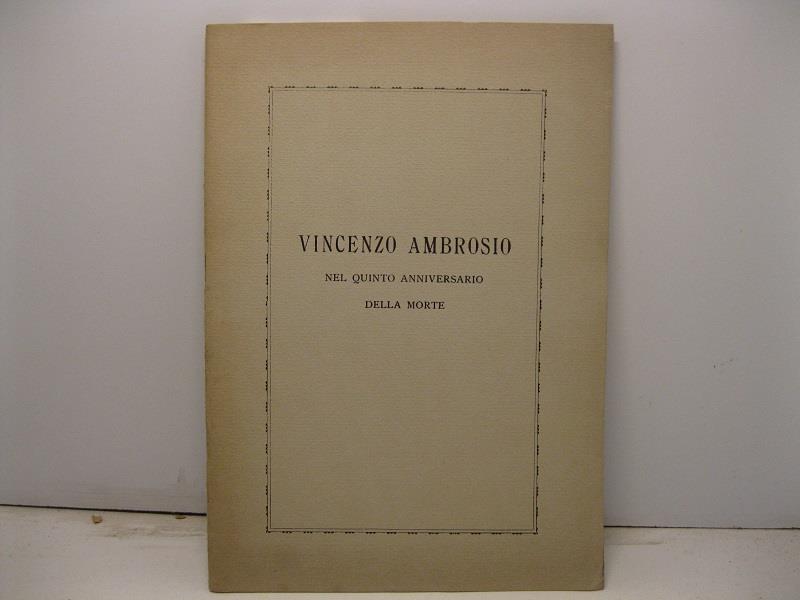 VINCENZO AMBROSIO
NEL QUINTO ANNIVERSARIO
DELLA MORTE